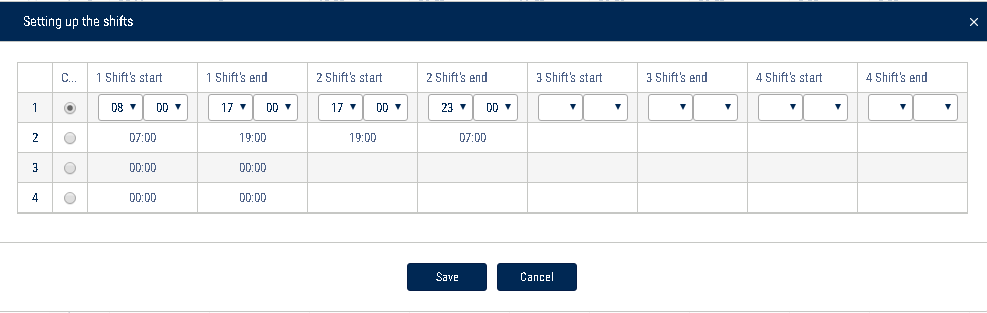 Setting up the shifts ×
C... 1 Shift's start 1 Shift's end 2 Shift's start 2 Shift's end 3 Shift's start 3 Shift's end 4 Shift's start 4 Shift's end
1 08 00 17 00 17 00 23 00
2 07:00 19:00 19:00 07:00
3 00:00 00:00
4 00:00 00:00
Save Cancel